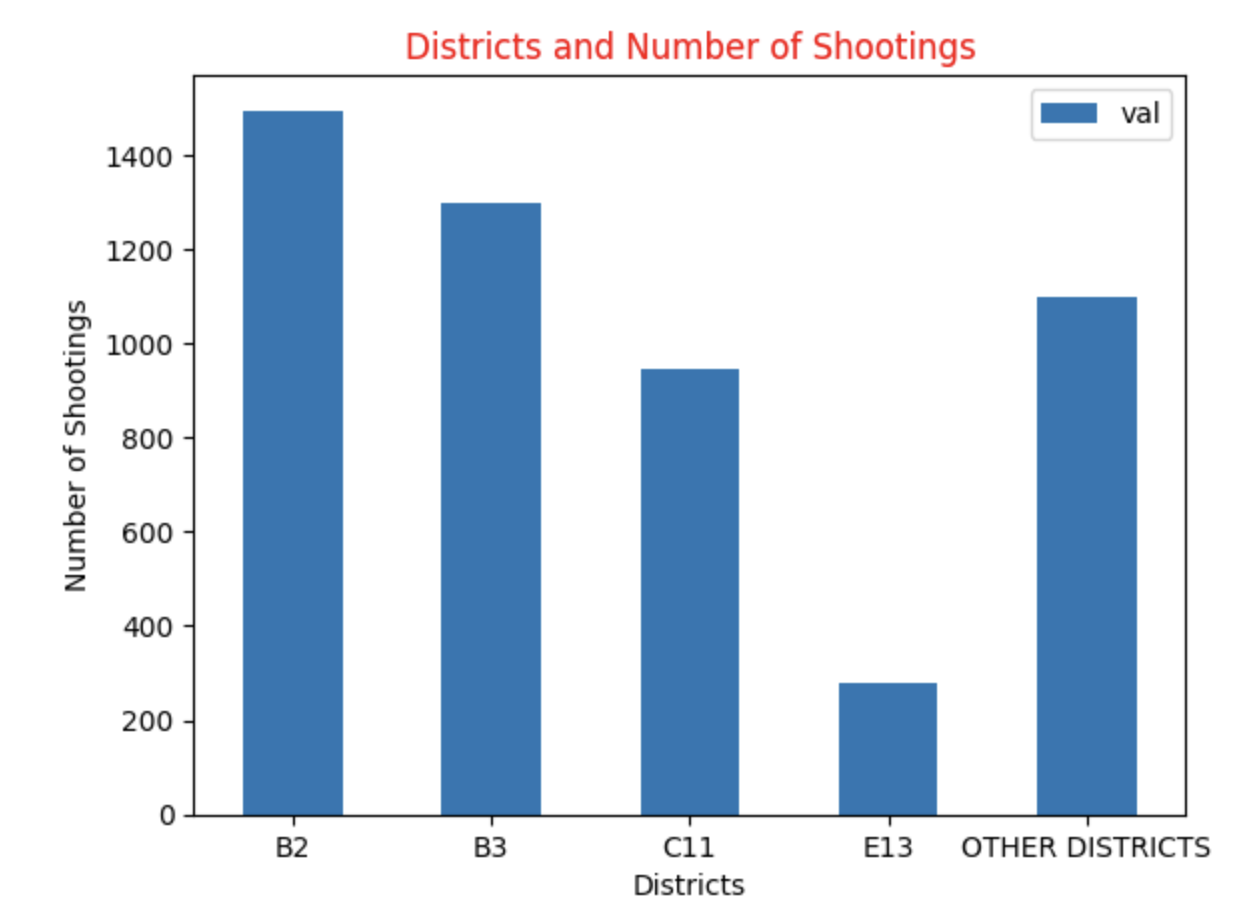 Districts and Number of Shootings
val
Number of Shootings
1400
1200
1000
800
600
400
200
0
B2 B3 C11 E13 OTHER DISTRICTS
Districts